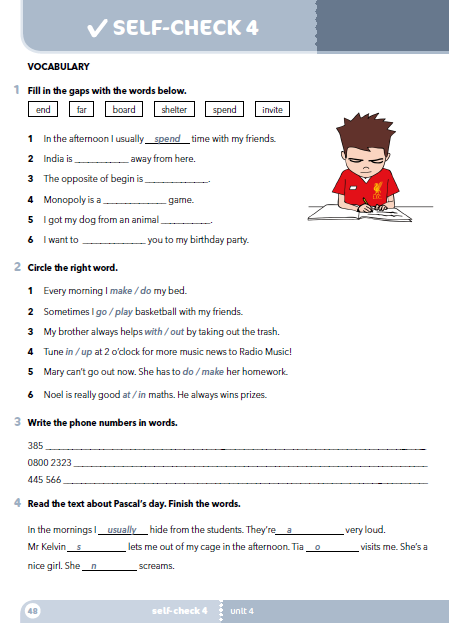 ✓ SELF-CHECK 4
VOCABULARY
1 Fill in the gaps with the words below.
end far board shelter spend invite
1 In the afternoon I usually __spend__ time with my friends.
2 India is ___________ away from here.
3 The opposite of begin is _____________.
4 Monopoly is a _____________ game.
5 I got my dog from an animal __________.
6 I want to _____________ you to my birthday party.
2 Circle the right word.
1 Every morning I make / do my bed.
2 Sometimes I go / play basketball with my friends.
3 My brother always helps with / out by taking out the trash.
4 Tune in / up at 2 o'clock for more music news to Radio Music!
5 Mary can't go out now. She has to do / make her homework.
6 Noel is really good at / in maths. He always wins prizes.
3 Write the phone numbers in words.
385 ____________________
0800 2323 ____________________
445 566 ____________________
4 Read the text about Pascal's day. Finish the words.
In the mornings I __usually__ hide from the students. They're __a__________ very loud.
Mr Kelvin __s_________ lets me out of my cage in the afternoon. Tia __o________ visits me. She's a
nice girl. She __n________ screams.
48 self-check 4 unit 4